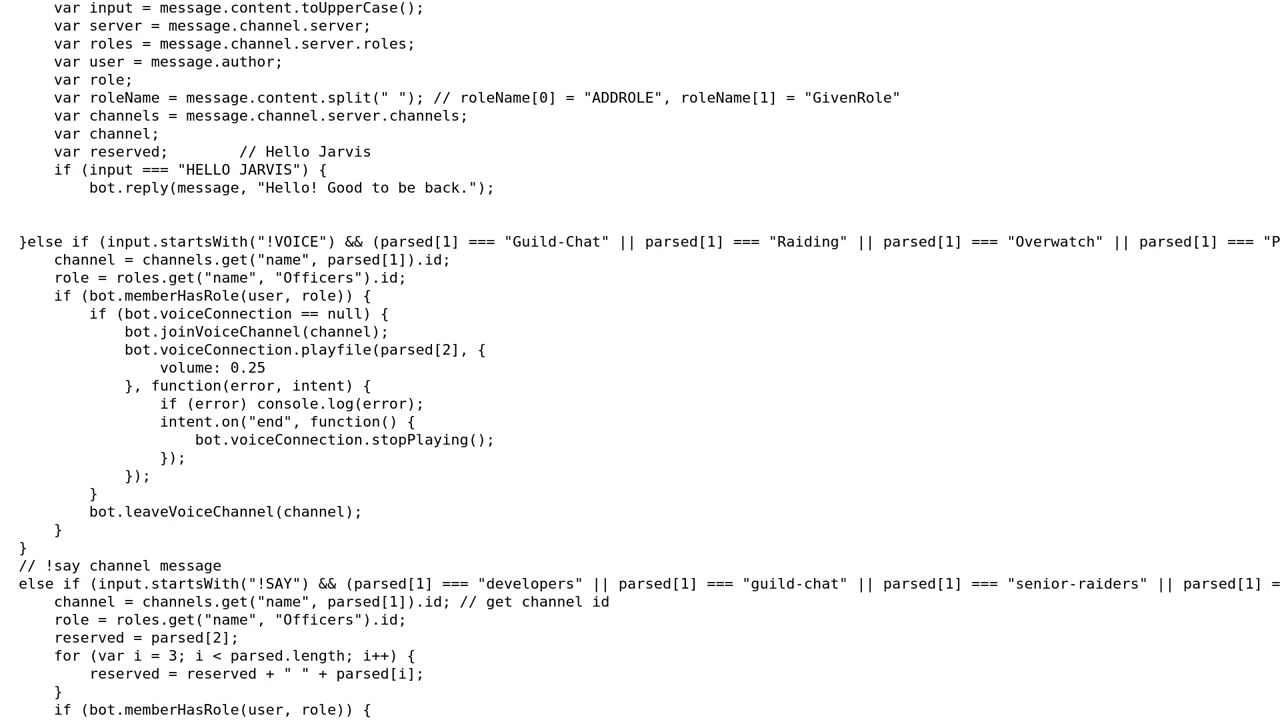 var input = message.content.toUpperCase();
var server = message.channel.server;
var roles = message.channel.server.roles;
var user = message.author;
var role;
var roleName = message.content.split(" "); // roleName[0] = "ADDROLE", roleName[1] = "GivenRole"
var channels = message.channel.server.channels;
var channel;
var reserved;        // Hello Jarvis
if (input === "HELLO JARVIS") {
bot.reply(message, "Hello! Good to be back.");
}else if (input.startsWith("!VOICE") && (parsed[1] === "Guild-Chat" || parsed[1] === "Raiding" || parsed[1] === "Overwatch" || parsed[1] === "P
channel = channels.get("name", parsed[1]).id;
role = roles.get("name", "Officers").id;
if (bot.memberHasRole(user, role)) {
if (bot.voiceConnection == null) {
bot.joinVoiceChannel(channel);
bot.voiceConnection.playfile(parsed[2], {
volume: 0.25
}, function(error, intent) {
if (error) console.log(error);
intent.on("end", function() {
bot.voiceConnection.stopPlaying();
});
});
}
bot.leaveVoiceChannel(channel);
}
}
// !say channel message
else if (input.startsWith("!SAY") && (parsed[1] === "developers" || parsed[1] === "guild-chat" || parsed[1] === "senior-raiders" || parsed[1] =
channel = channels.get("name", parsed[1]).id; // get channel id
role = roles.get("name", "Officers").id;
reserved = parsed[2];
for (var i = 3; i < parsed.length; i++) {
reserved = reserved + " " + parsed[i];
}
if (bot.memberHasRole(user, role)) {